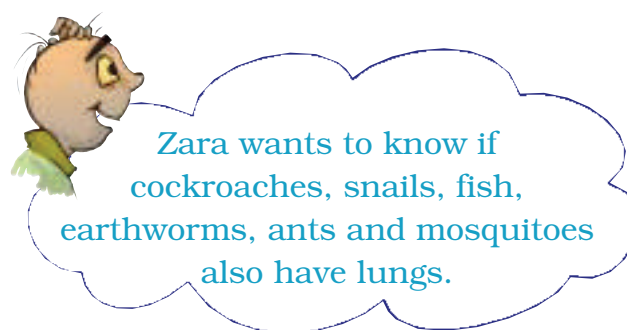 Zara wants to know if
cockroaches, snails, fish,
earthworms, ants and mosquitoes
also have lungs.